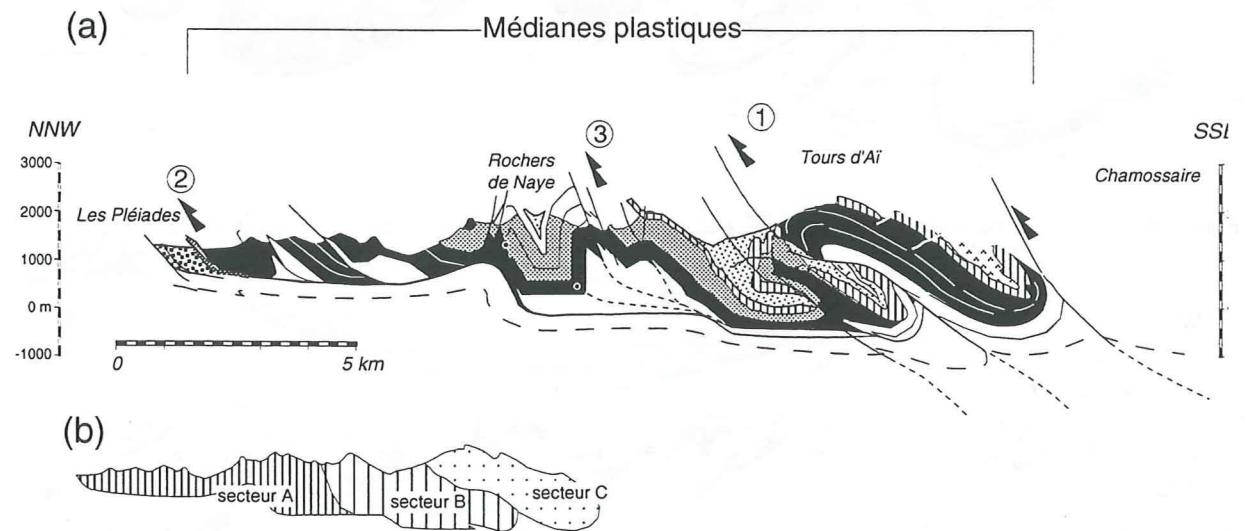 (a)
Médianes plastiques
NNW
SSE
3000
2000
1000
0 m
-1000
②
Les Pléiades
Rochers
de Naye
③
①
Tours d'Aï
Chamossaire
0
5 km
(b)
secteur A
secteur B
secteur C